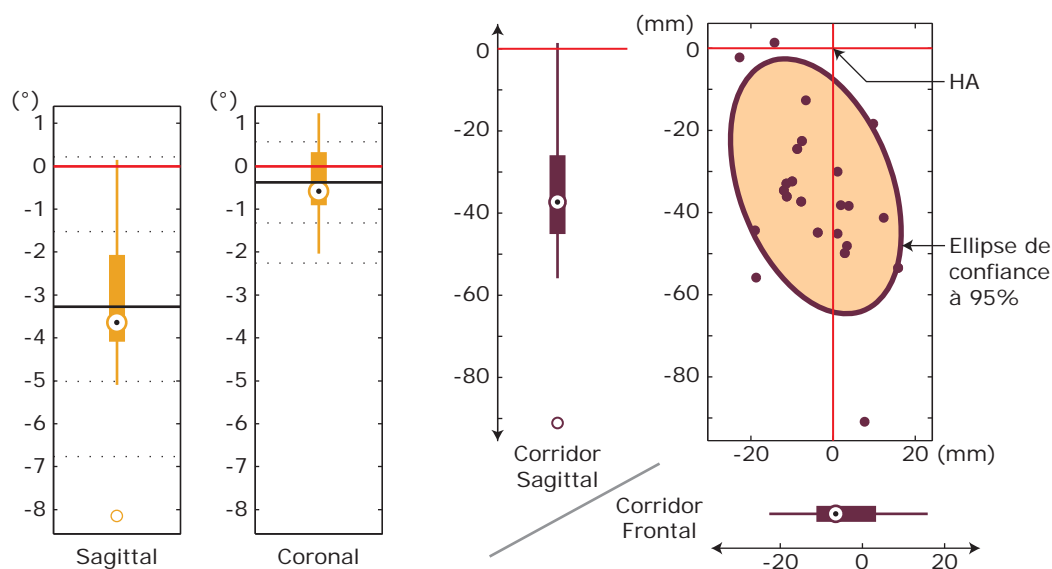 (°)
1
0
-1
-2
-3
-4
-5
-6
-7
-8
Sagittal
(°)
1
0
-1
-2
-3
-4
-5
-6
-7
-8
Coronal
0
-20
-40
-60
-80
Corridor
Sagittal
(mm)
0
-20
-40
-60
-80
-20 0 20 (mm)
HA
Ellipse de
confiance
à 95%
Corridor
Frontal
-20 0 20